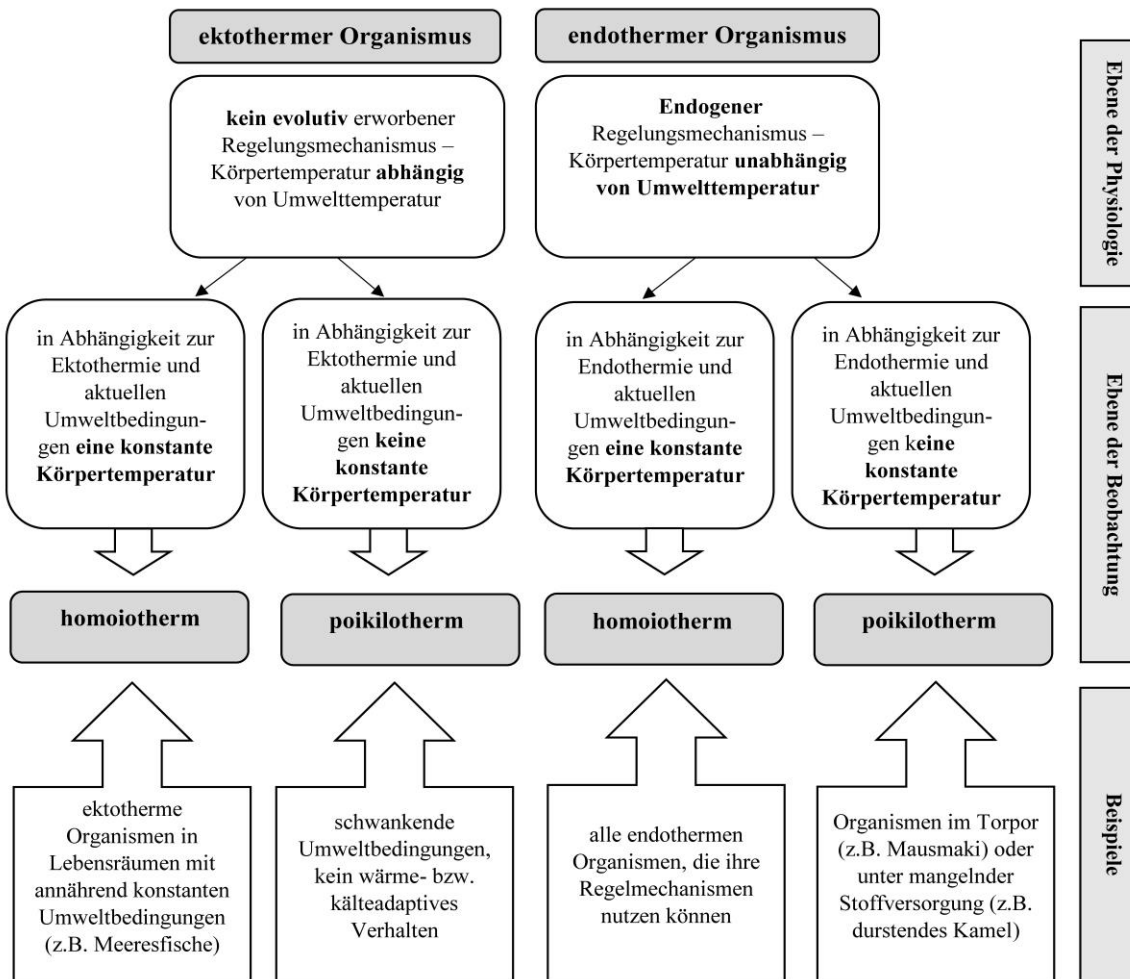 ektothermer Organismus
endothermer Organismus
kein evolutiv erworbener
Regelungsmechanismus –
Körpertemperatur abhängig
von Umwelttemperatur
Endogener
Regelungsmechanismus –
Körpertemperatur unabhängig
von Umwelttemperatur
Ebene der Physiologie
in Abhängigkeit zur
Ektothermie und
aktuellen
Umweltbedingun-
gen eine konstante
Körpertemperatur
in Abhängigkeit zur
Ektothermie und
aktuellen
Umweltbedingun-
gen keine
konstante
Körpertemperatur
in Abhängigkeit zur
Endothermie und
aktuellen
Umweltbedingun-
gen eine konstante
Körpertemperatur
in Abhängigkeit zur
Endothermie und
aktuellen
Umweltbedingun-
gen keine
konstante
Körpertemperatur
Ebene der Beobachtung
homoiotherm
poikilotherm
homoiotherm
poikilotherm
ektotherme
Organismen in
Lebensräumen mit
annährend konstanten
Umweltbedingungen
(z.B. Meeresfische)
schwankende
Umweltbedingungen,
kein wärme- bzw.
kälteadaptives
Verhalten
alle endothermen
Organismen, die ihre
Regelmechanismen
nutzen können
Organismen im Torpor
(z.B. Mausmaki) oder
unter mangelnder
Stoffversorgung (z.B.
durstendes Kamel)
Beispiele